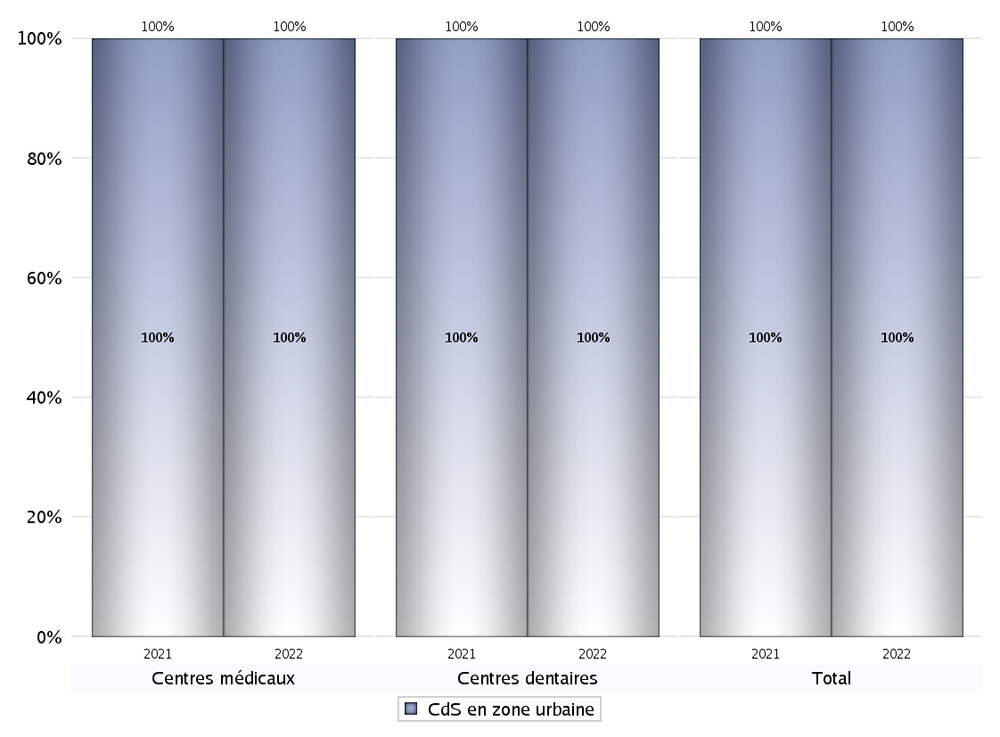 100% 100% 100% 100% 100% 100%
100%
80%
60%
100% 100% 100% 100% 100% 100%
40%
20%
0%
2021 2022 2021 2022 2021 2022
Centres médicaux Centres dentaires Total
CdS en zone urbaine